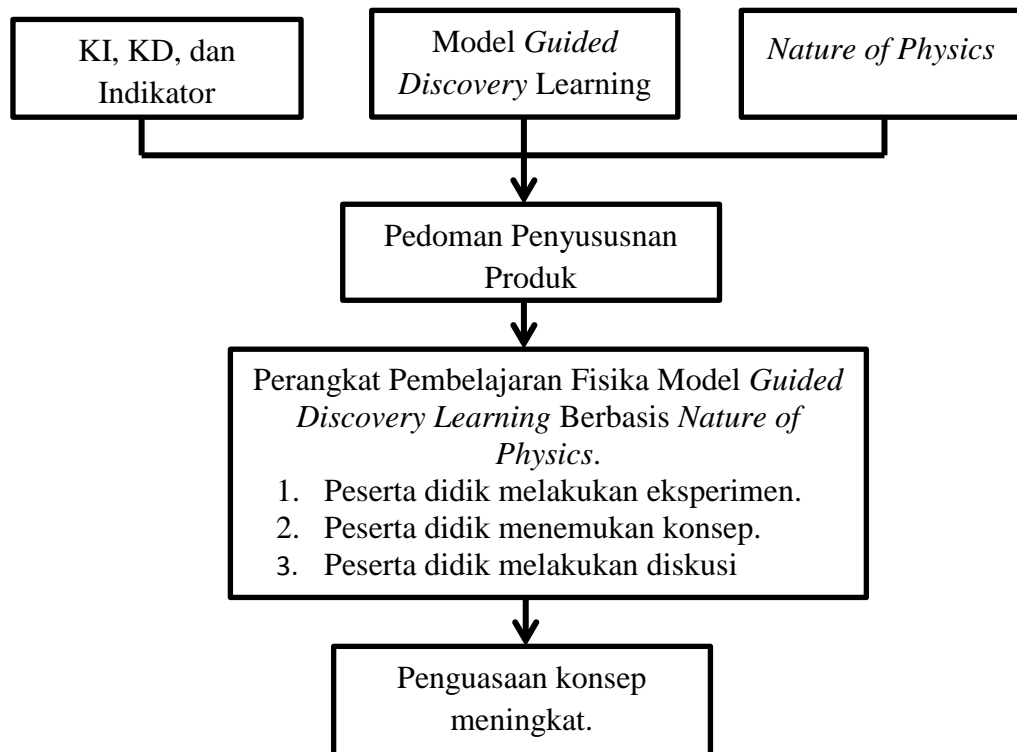 KI, KD, dan
Indikator
Model Guided
Discovery Learning
Nature of Physics
Pedoman Penyususnan
Produk
Perangkat Pembelajaran Fisika Model Guided
Discovery Learning Berbasis Nature of
Physics.
1. Peserta didik melakukan eksperimen.
2. Peserta didik menemukan konsep.
3. Peserta didik melakukan diskusi
Penguasaan konsep
meningkat.